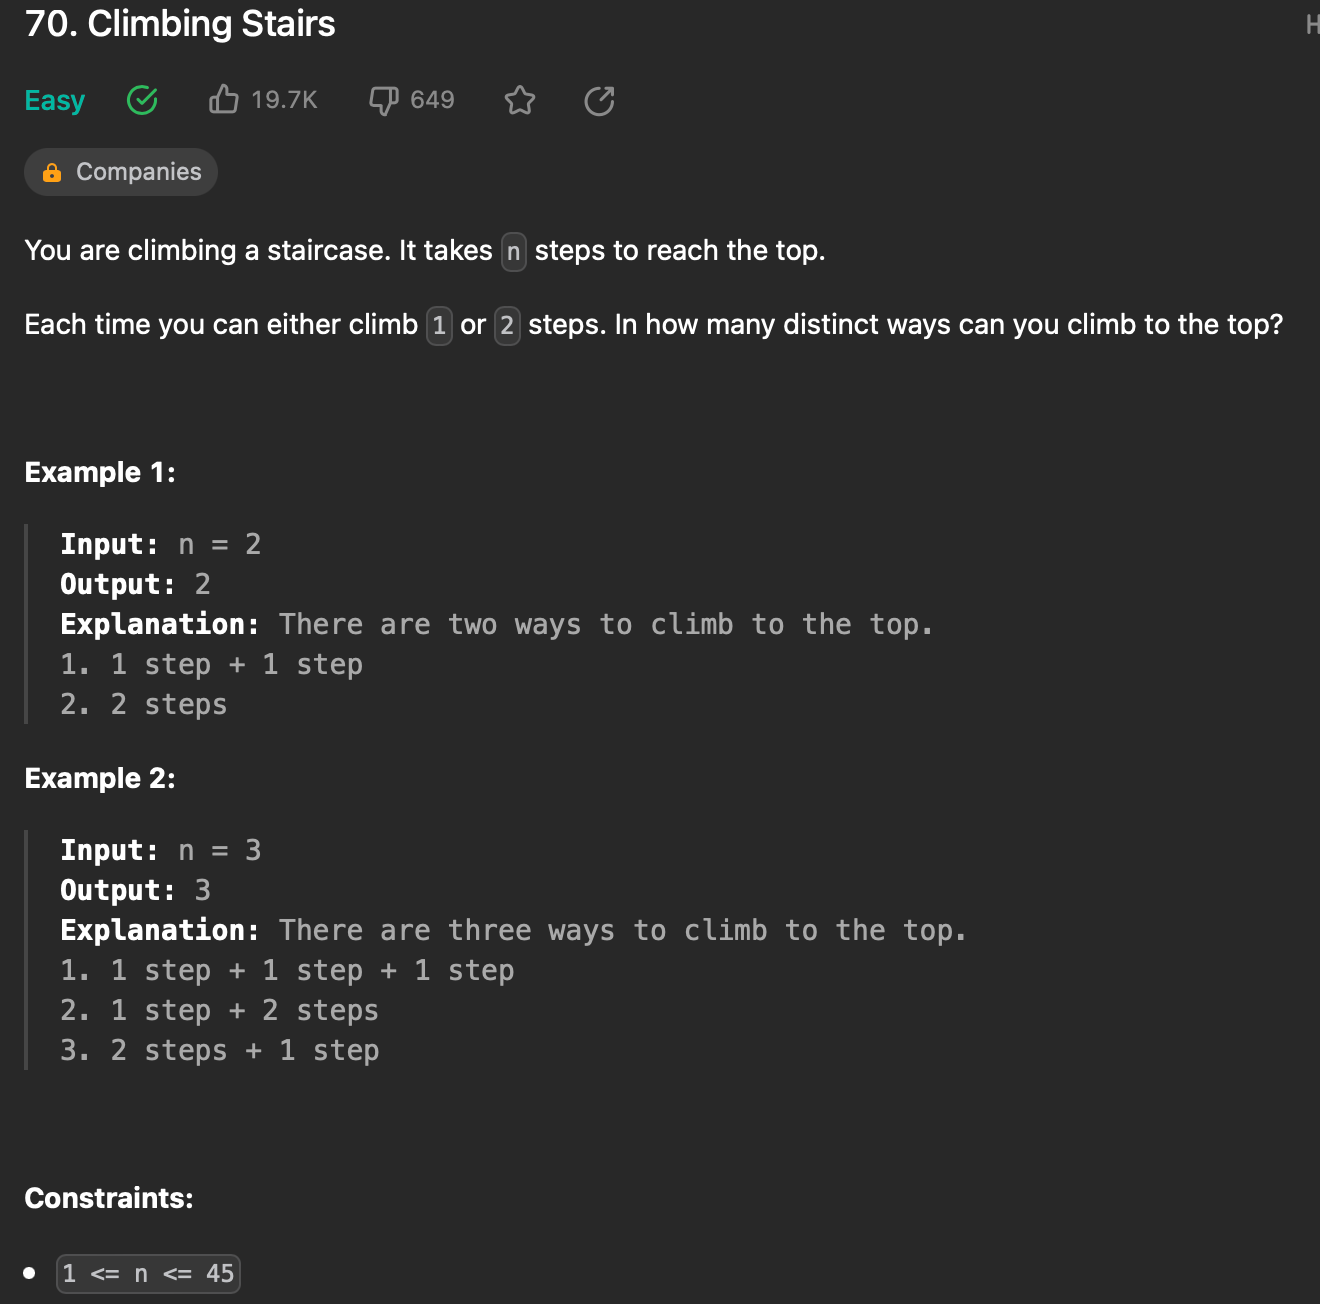 70. Climbing Stairs
H
Easy 19.7K 649
Companies
You are climbing a staircase. It takes n steps to reach the top.
Each time you can either climb 1 or 2 steps. In how many distinct ways can you climb to the top?
Example 1:
Input: n = 2
Output: 2
Explanation: There are two ways to climb to the top.
1. 1 step + 1 step
2. 2 steps
Example 2:
Input: n = 3
Output: 3
Explanation: There are three ways to climb to the top.
1. 1 step + 1 step + 1 step
2. 1 step + 2 steps
3. 2 steps + 1 step
Constraints:
• 1 <= n <= 45